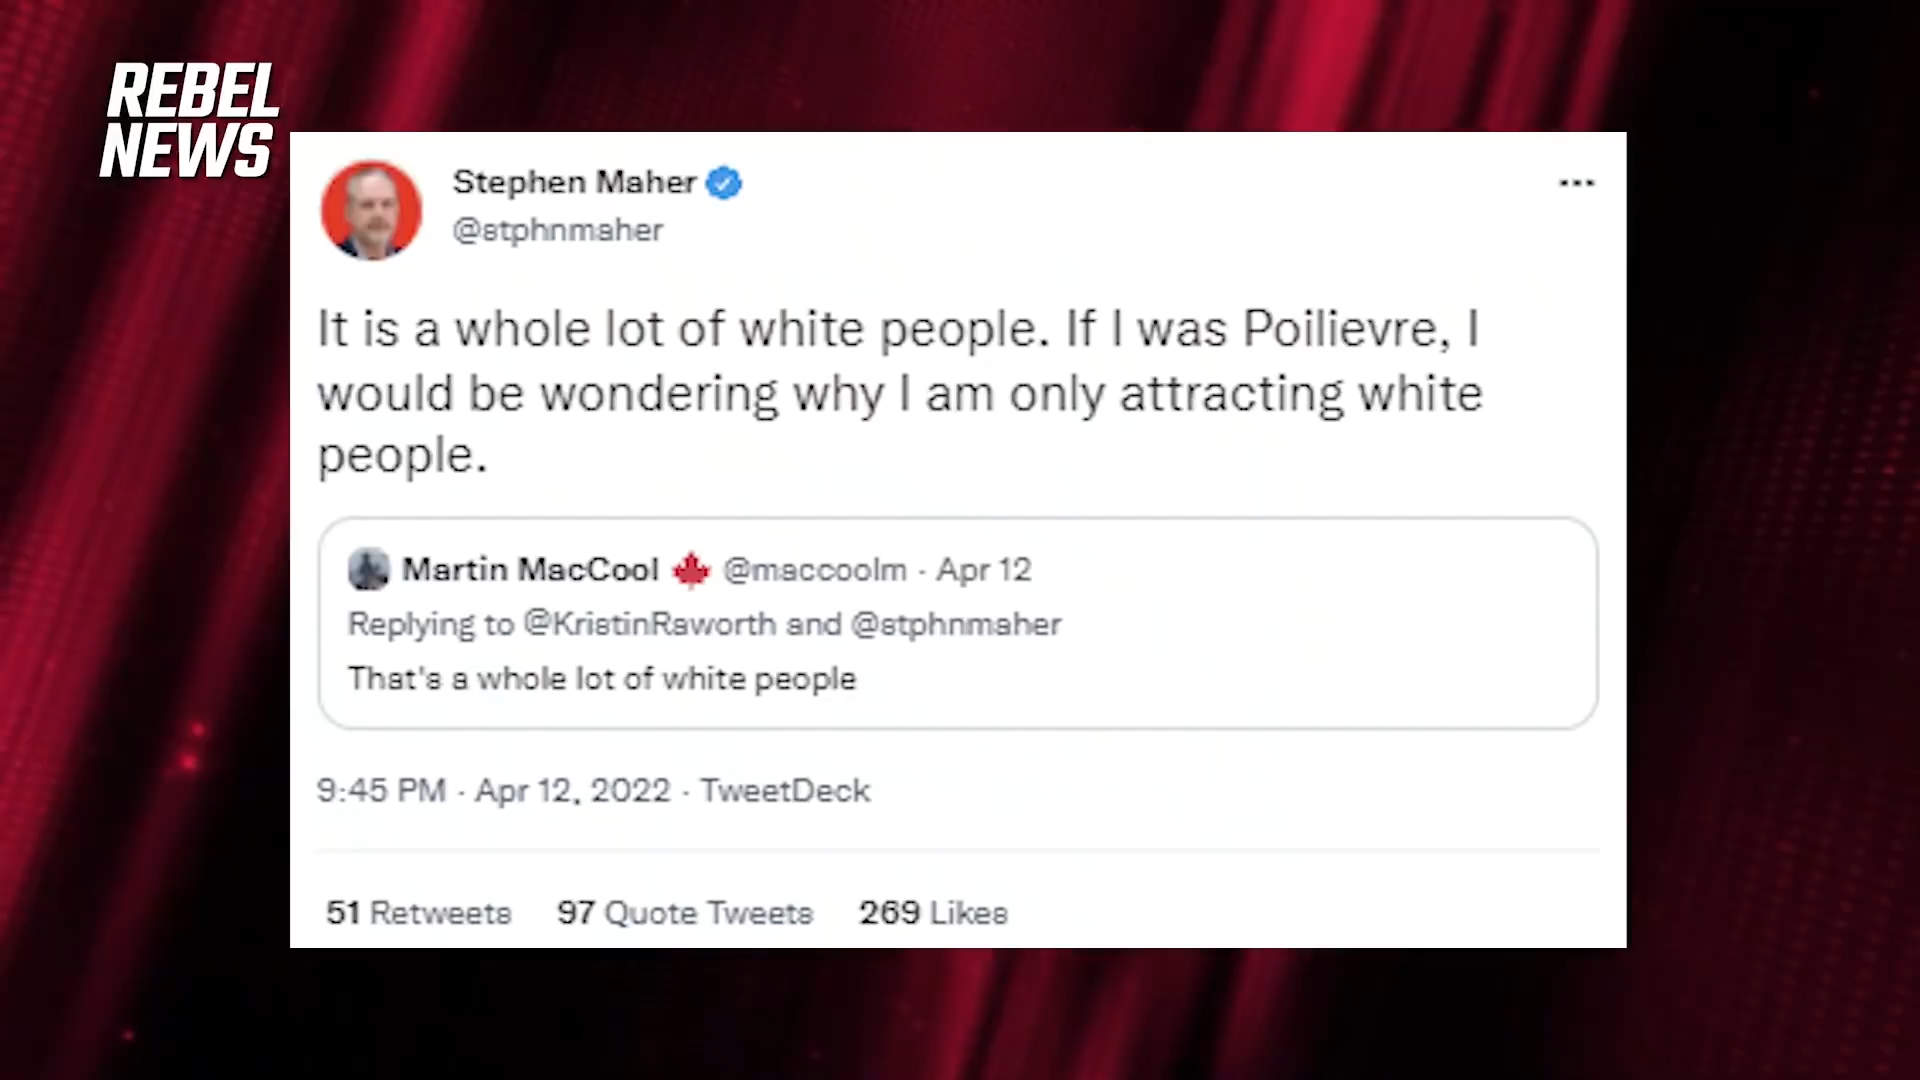 REBEL
NEWS
Stephen Maher
@stphnmaher
It is a whole lot of white people. If I was Poilievre, I
would be wondering why I am only attracting white
people.
Martin MacCool @maccoolm · Apr 12
Replying to @KristinRaworth and @stphnmaher
That's a whole lot of white people
9:45 PM · Apr 12, 2022 · TweetDeck
51 Retweets 97 Quote Tweets 269 Likes